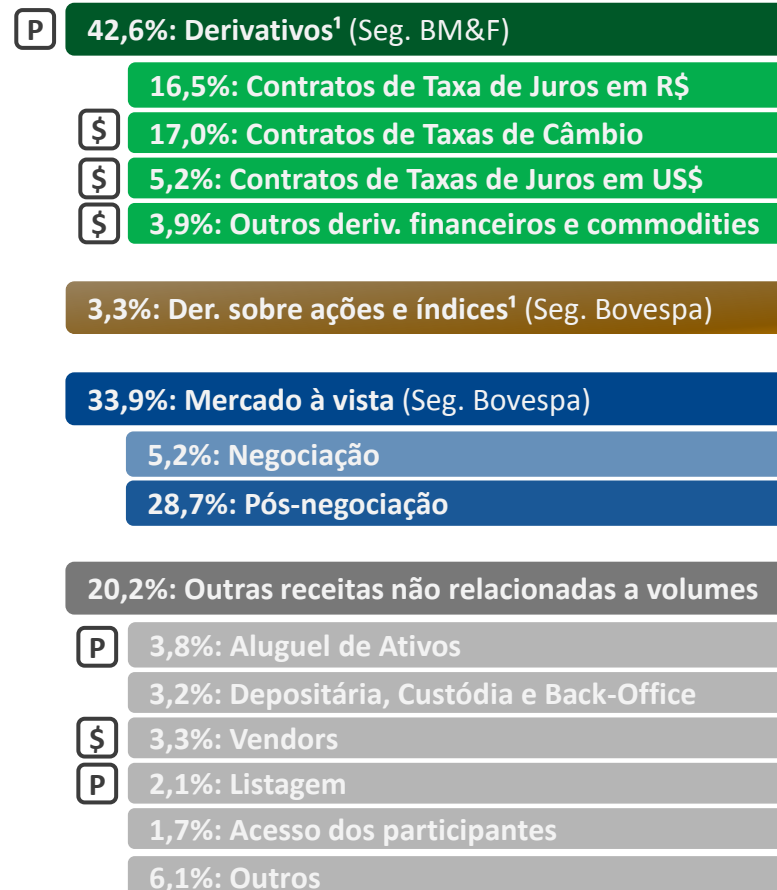 P 42,6%: Derivativos¹ (Seg. BM&F)
16,5%: Contratos de Taxa de Juros em R$
$ 17,0%: Contratos de Taxas de Câmbio
$ 5,2%: Contratos de Taxas de Juros em US$
$ 3,9%: Outros deriv. financeiros e commodities
3,3%: Der. sobre ações e índices¹ (Seg. Bovespa)
33,9%: Mercado à vista (Seg. Bovespa)
5,2%: Negociação
28,7%: Pós-negociação
20,2%: Outras receitas não relacionadas a volumes
P 3,8%: Aluguel de Ativos
3,2%: Depositária, Custódia e Back-Office
$ 3,3%: Vendors
P 2,1%: Listagem
1,7%: Acesso dos participantes
6,1%: Outros